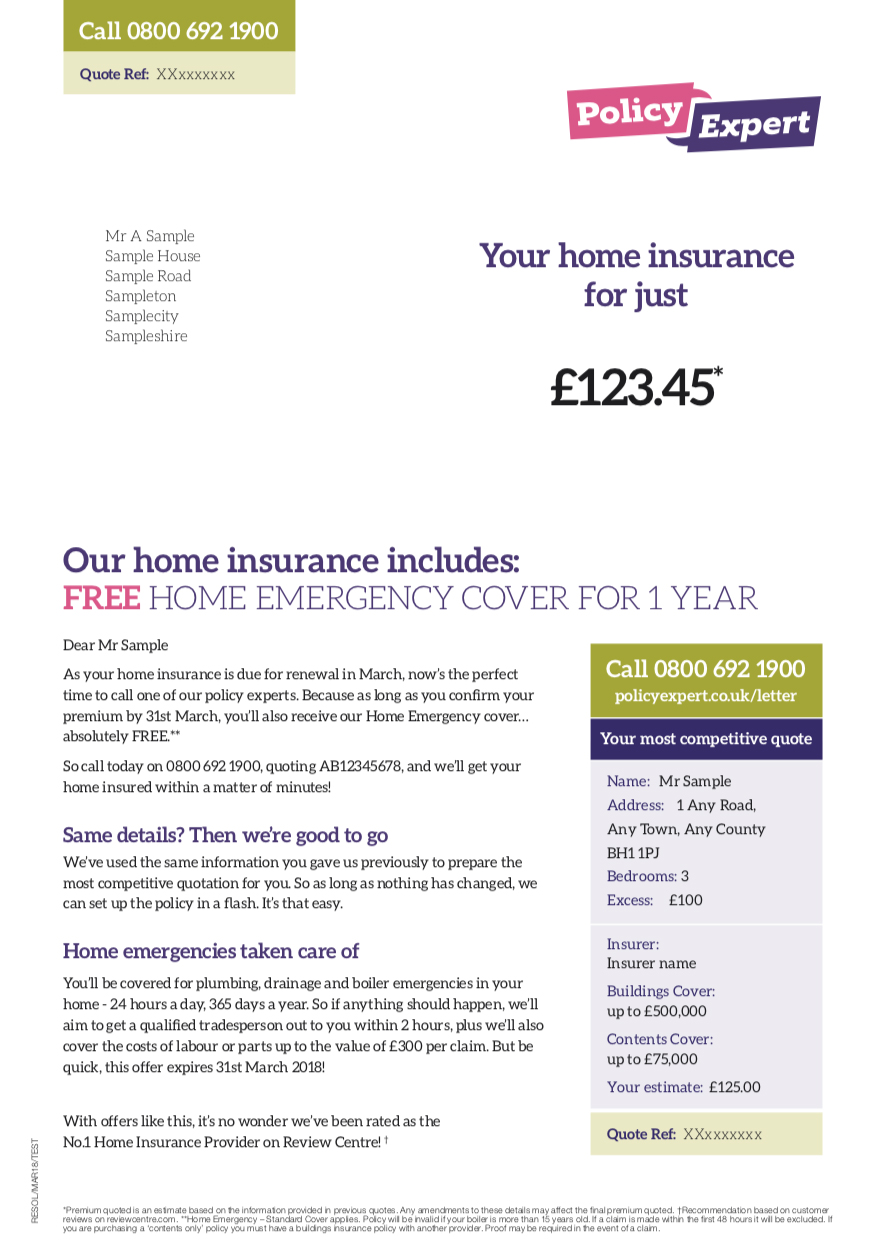 Call 0800 692 1900
Quote Ref: XXxxxxxxx
Policy Expert
Mr A Sample
Sample House
Sample Road
Sampleton
Samplecity
Sampleshire
Your home insurance
for just
£123.45*
Our home insurance includes:
FREE HOME EMERGENCY COVER FOR 1 YEAR
Dear Mr Sample
As your home insurance is due for renewal in March, now's the perfect
time to call one of our policy experts. Because as long as you confirm your
premium by 31st March, you'll also receive our Home Emergency cover...
absolutely FREE.**
So call today on 0800 692 1900, quoting AB12345678, and we'll get your
home insured within a matter of minutes!
Same details? Then we're good to go
We've used the same information you gave us previously to prepare the
most competitive quotation for you. So as long as nothing has changed, we
can set up the policy in a flash. It's that easy.
Home emergencies taken care of
You'll be covered for plumbing, drainage and boiler emergencies in your
home - 24 hours a day, 365 days a year. So if anything should happen, we'll
aim to get a qualified tradesperson out to you within 2 hours, plus we'll also
cover the costs of labour or parts up to the value of £300 per claim. But be
quick, this offer expires 31st March 2018!
With offers like this, it's no wonder we've been rated as the
No.1 Home Insurance Provider on Review Centre! †
Call 0800 692 1900
policyexpert.co.uk/letter
Your most competitive quote
Name: Mr Sample
Address: 1 Any Road,
Any Town, Any County
BH1 1PJ
Bedrooms: 3
Excess: £100
Insurer:
Insurer name
Buildings Cover:
up to £500,000
Contents Cover:
up to £75,000
Your estimate: £125.00
Quote Ref: XXxxxxxxx
RESOL/MAR18/TEST
*Premium quoted is an estimate based on the information provided in previous quotes. Any amendments to these details may affect the final premium quoted. †Recommendation based on customer
reviews on reviewcentre.com. **Home Emergency – Standard Cover applies. Policy will be invalid if your boiler is more than 15 years old. If a claim is made within the first 48 hours it will be excluded. If
you are purchasing a 'contents only' policy you must have a buildings insurance policy with another provider. Proof may be required in the event of a claim.